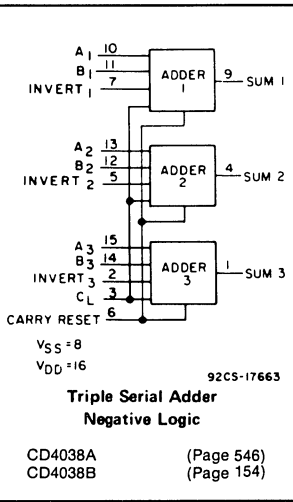 A1 10
B1 11
INVERT1 7
ADDER 1
9 SUM 1
A2 13
B2 12
INVERT2 5
ADDER 2
4 SUM 2
A3 15
B3 14
INVERT3 2
CL 3
ADDER 3
1 SUM 3
CARRY RESET 6
VSS =8
VDD =16
92CS-17663
Triple Serial Adder
Negative Logic
CD4038A (Page 546)
CD4038B (Page 154)